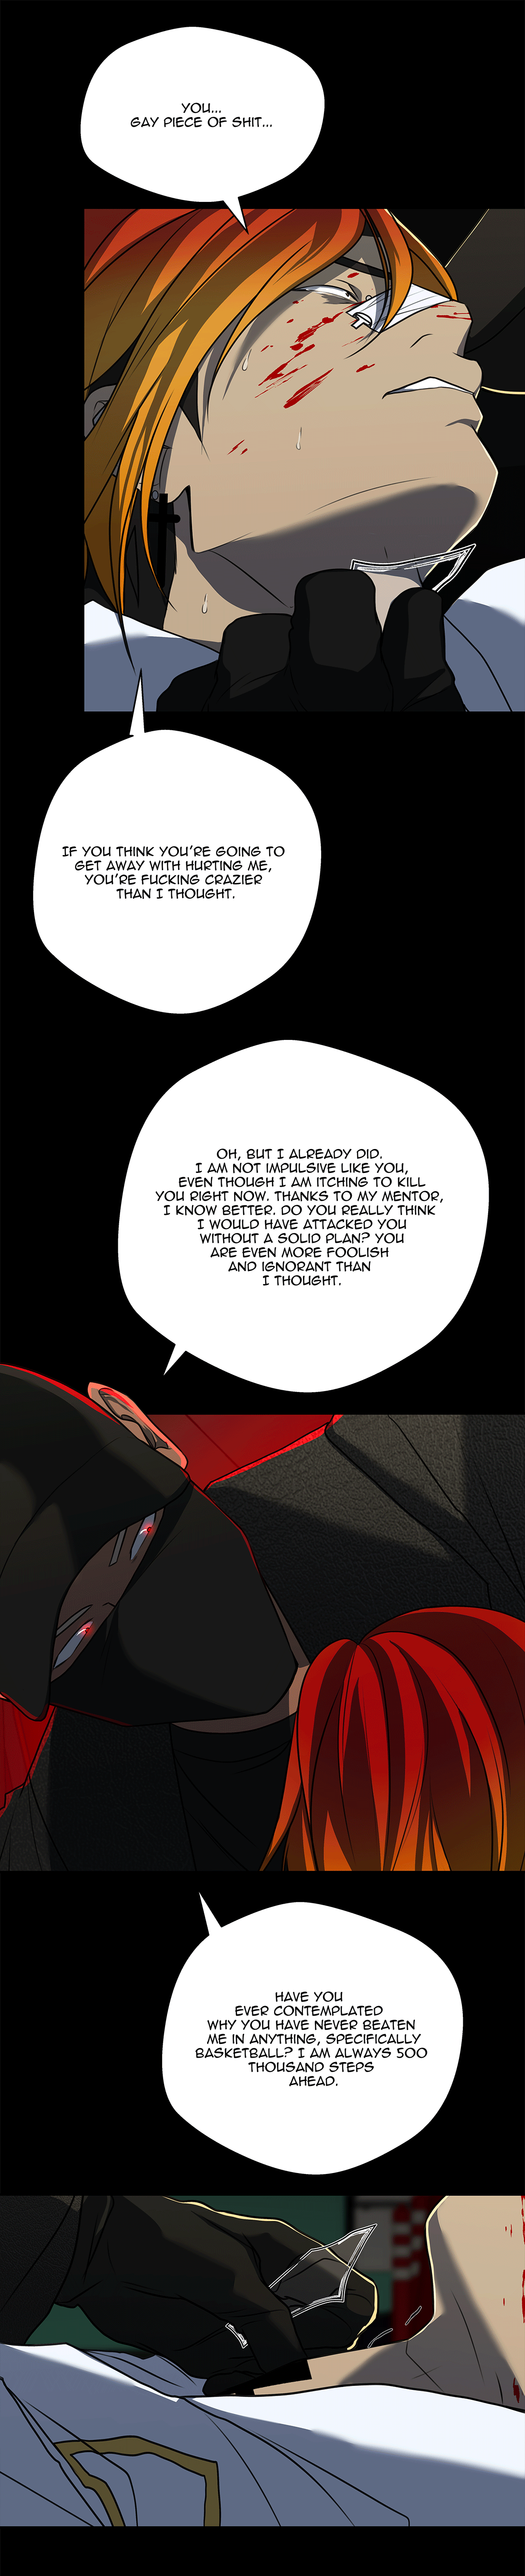 YOU...
GAY PIECE OF SHIT...
IF YOU THINK YOU'RE GOING TO
GET AWAY WITH HURTING ME,
YOU'RE FUCKING CRAZIER
THAN I THOUGHT.
OH, BUT I ALREADY DID.
I AM NOT IMPULSIVE LIKE YOU,
EVEN THOUGH I AM ITCHING TO KILL
YOU RIGHT NOW. THANKS TO MY MENTOR,
I KNOW BETTER. DO YOU REALLY THINK
I WOULD HAVE ATTACKED YOU
WITHOUT A SOLID PLAN? YOU
ARE EVEN MORE FOOLISH
AND IGNORANT THAN
I THOUGHT.
HAVE YOU
EVER CONTEMPLATED
WHY YOU HAVE NEVER BEATEN
ME IN ANYTHING, SPECIFICALLY
BASKETBALL? I AM ALWAYS 500
THOUSAND STEPS
AHEAD.